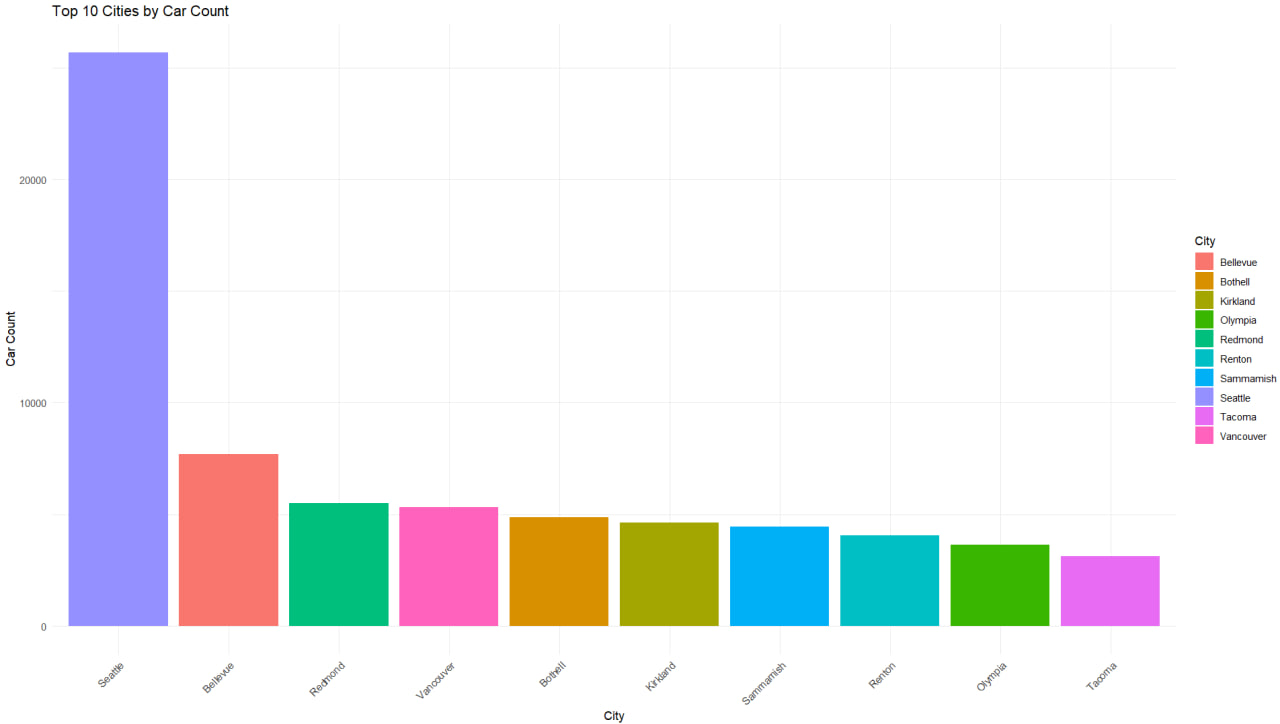 Top 10 Cities by Car Count
Car Count
20000
10000
0
Seattle
Bellevue
Redmond
Vancouver
Bothell
Kirkland
Sammamish
Renton
Olympia
Tacoma
City
City
Bellevue
Bothell
Kirkland
Olympia
Redmond
Renton
Sammamish
Seattle
Tacoma
Vancouver